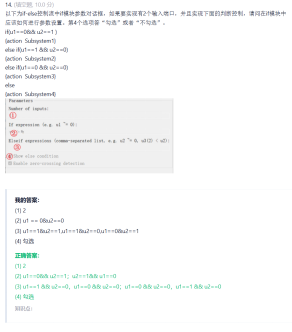 14. (填空题, 10.0 分)
以下为if-else控制流中if模块参数对话框，如果要实现有2个输入端口，并且实现下面的判断控制，请问在if模块中
应该如何进行参数设置，第4个选项填“勾选”或者“不勾选”。
if(u1==0&& u2==1 )
{action Subsystem1}
else if(u1==1 && u2==0)
{action Subsystem2}
else if(u1==0 && u2==0)
{action Subsystem3}
else
{action Subsystem4}
Parameters
Number of inputs:
①
If expression (e.g. u1 ~= 0):
②
Elseif expressions (comma-separated list, e.g. u2 ~= 0, u3(2) < u2):
③
④ Show else condition
Enable zero-crossing detection
我的答案:
(1) 2
(2) u1 == 0&u2==0
(3) u1==1&u2==1,u1==1&u2==0,u1==0&u2==1
(4) 勾选
正确答案:
(1) 2
(2) u1==0&& u2==1; u2==1&& u1==0
(3) u1==1 && u2==0, u1==0 && u2==0; u1==0 && u2==0, u1==1 && u2==0
(4) 勾选
知识点: